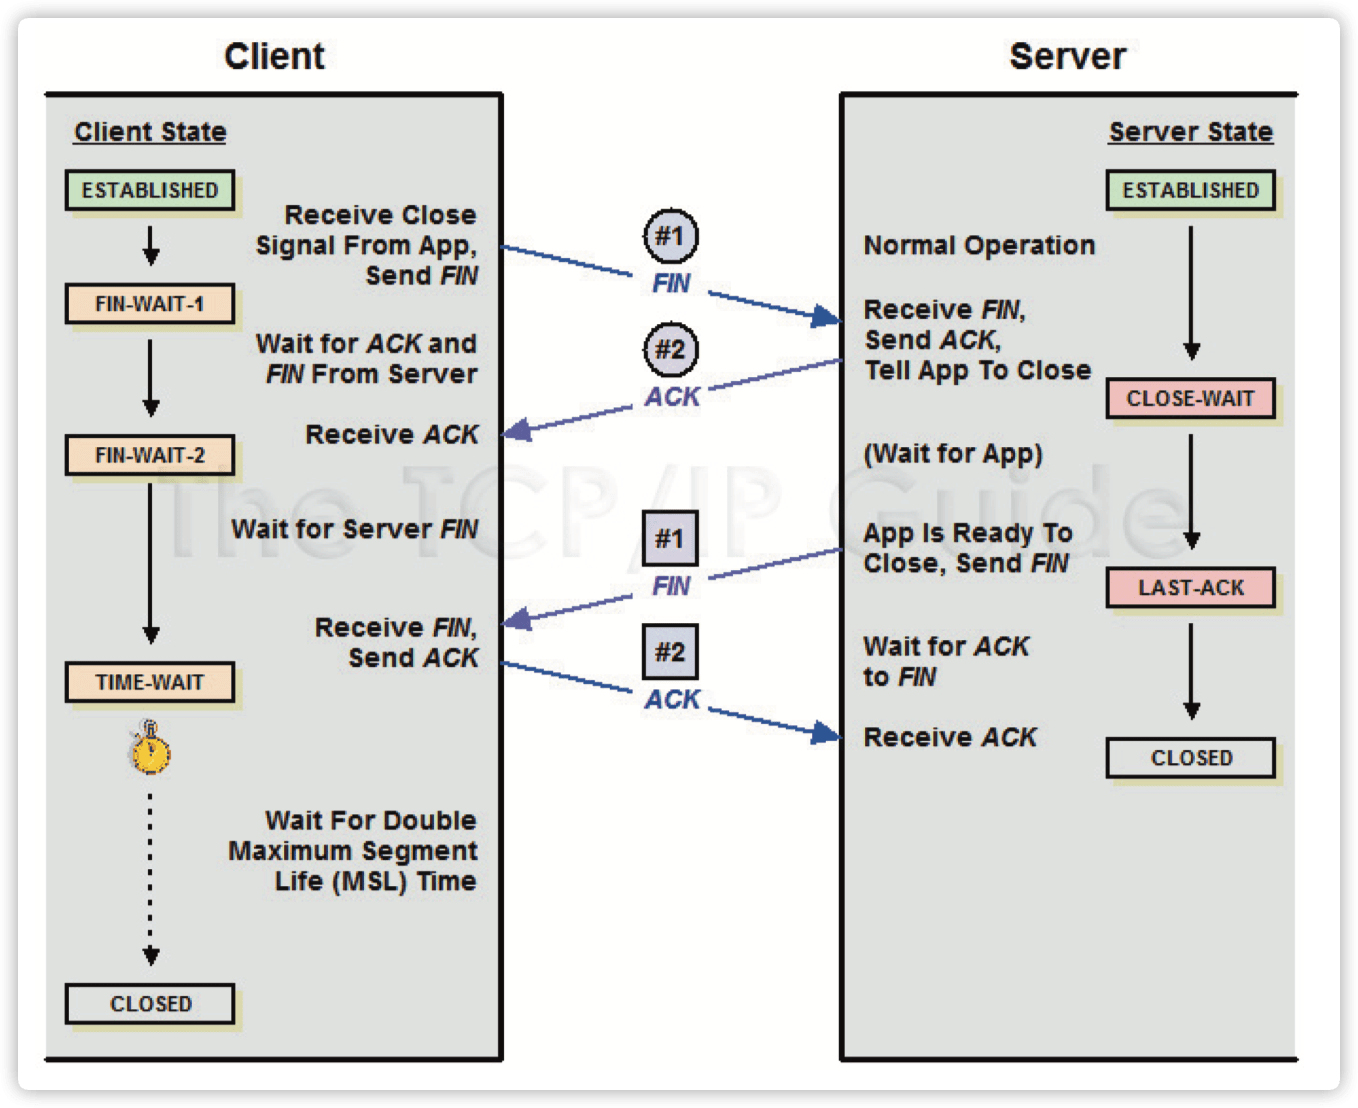 Client
Server
Client State
ESTABLISHED
Receive Close
Signal From App,
Send FIN
FIN-WAIT-1
Wait for ACK and
FIN From Server
Receive ACK
FIN-WAIT-2
Wait for Server FIN
Receive FIN,
Send ACK
TIME-WAIT
Wait For Double
Maximum Segment
Life (MSL) Time
CLOSED
#1
FIN
#2
ACK
#1
FIN
#2
ACK
Server State
ESTABLISHED
Normal Operation
Receive FIN,
Send ACK,
Tell App To Close
CLOSE-WAIT
(Wait for App)
App Is Ready To
Close, Send FIN
LAST-ACK
Wait for ACK
to FIN
Receive ACK
CLOSED
The TCP/IP Guide